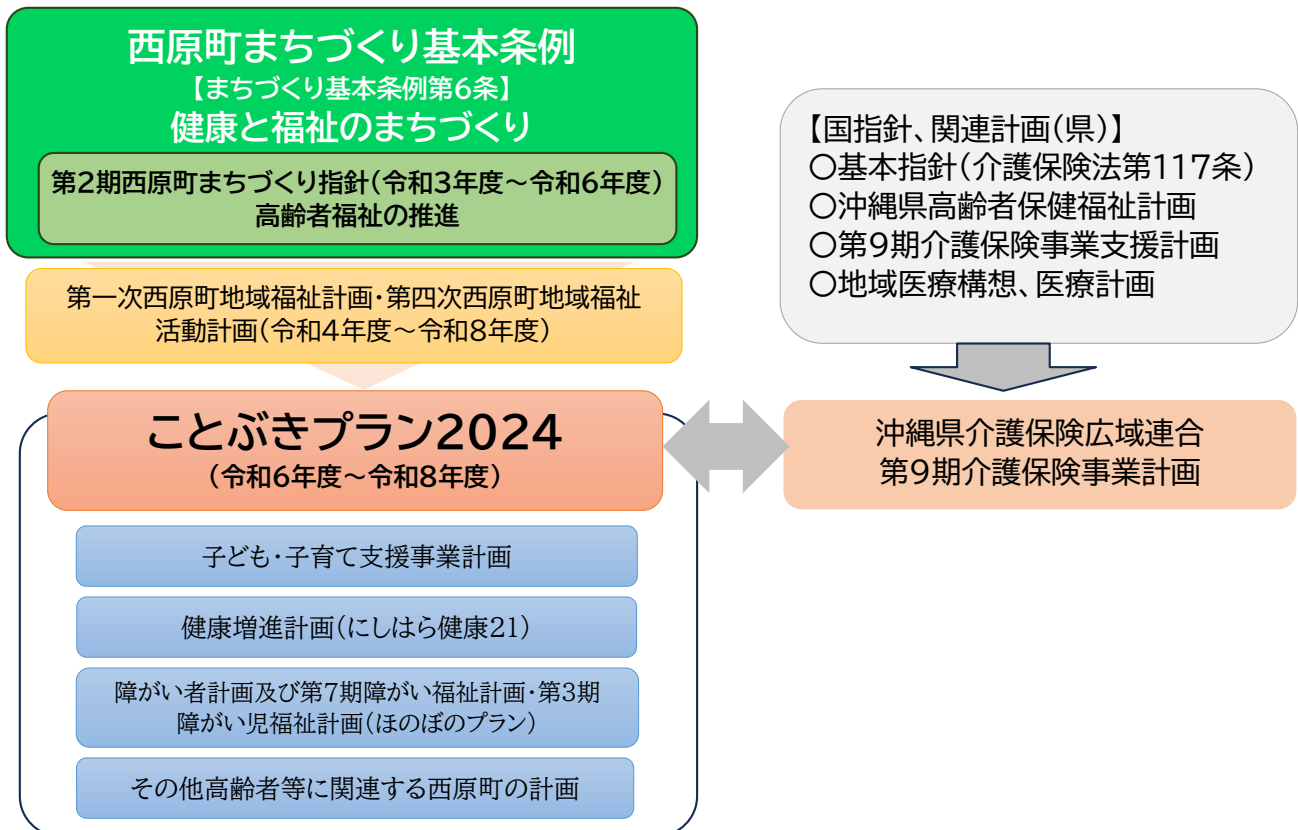 西原町まちづくり基本条例
【まちづくり基本条例第6条】
健康と福祉のまちづくり
第2期西原町まちづくり指針(令和3年度～令和6年度)
高齢者福祉の推進
第一次西原町地域福祉計画・第四次西原町地域福祉
活動計画(令和4年度～令和8年度)
ことぶきプラン2024
(令和6年度～令和8年度)
子ども・子育て支援事業計画
健康増進計画(にしはら健康21)
障がい者計画及び第7期障がい福祉計画・第3期
障がい児福祉計画(ほのぼのプラン)
その他高齢者等に関連する西原町の計画
【国指針、関連計画(県)】
○基本指針(介護保険法第117条)
○沖縄県高齢者保健福祉計画
○第9期介護保険事業支援計画
○地域医療構想、医療計画
沖縄県介護保険広域連合
第9期介護保険事業計画